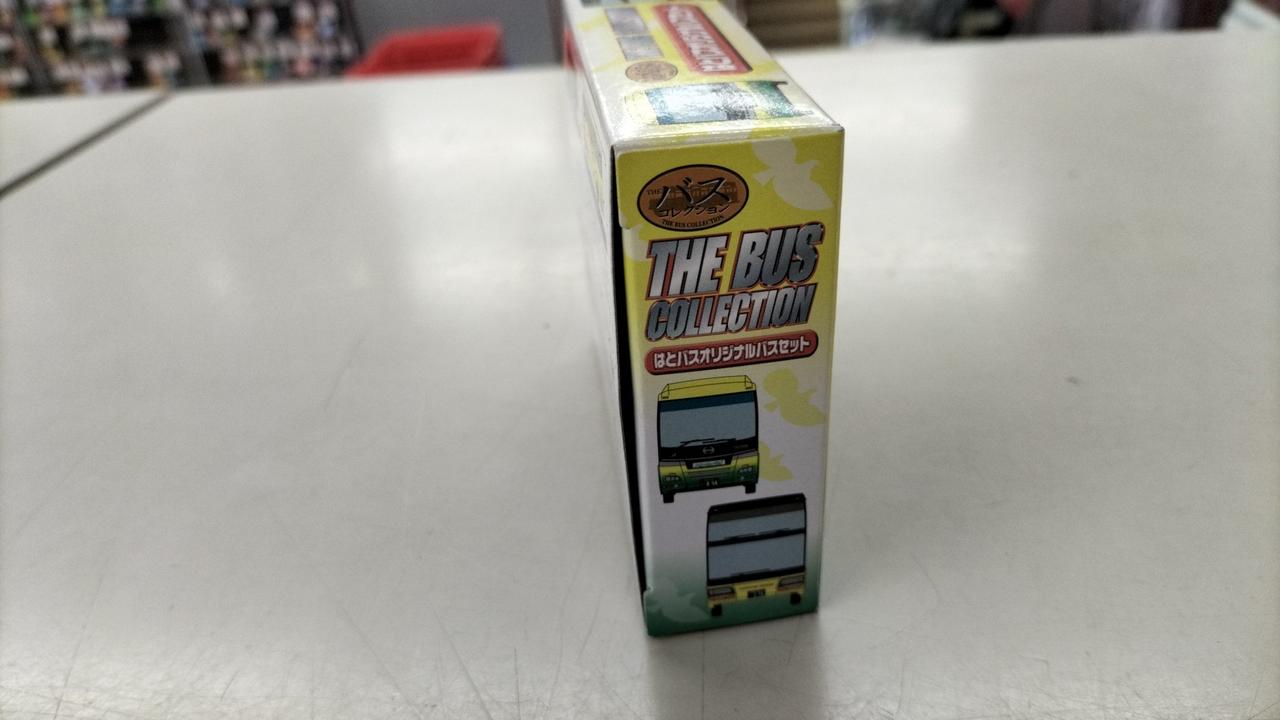 THE
バス
コレクション
THE BUS COLLECTION
THE BUS
COLLECTION
はとバスオリジナルバスセット